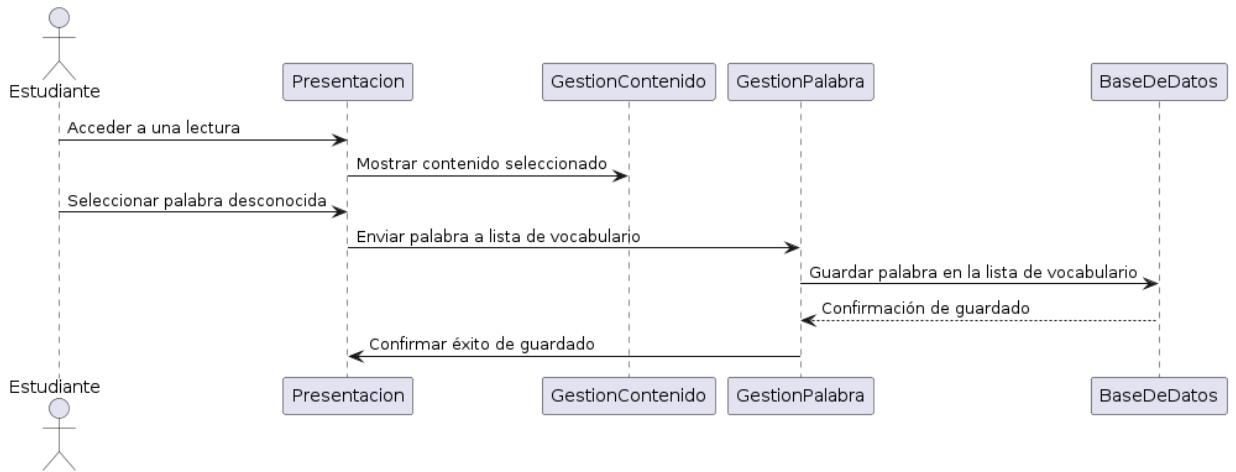 Estudiante
Presentacion
GestionContenido
GestionPalabra
BaseDeDatos
Acceder a una lectura
Mostrar contenido seleccionado
Seleccionar palabra desconocida
Enviar palabra a lista de vocabulario
Guardar palabra en la lista de vocabulario
Confirmación de guardado
Confirmar éxito de guardado
Estudiante
Presentacion
GestionContenido
GestionPalabra
BaseDeDatos